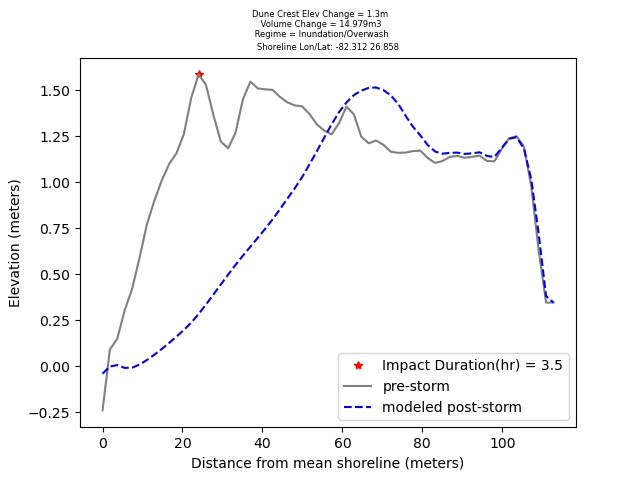 Dune Crest Elev Change = 1.3m
Volume Change = 14.979m3
Regime = Inundation/Overwash
Shoreline Lon/Lat: -82.312 26.858
Elevation (meters)
1.50
1.25
1.00
0.75
0.50
0.25
0.00
−0.25
Impact Duration(hr) = 3.5
pre-storm
modeled post-storm
0 20 40 60 80 100
Distance from mean shoreline (meters)